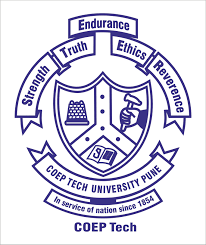 Endurance
Truth Ethics
Strength Reverence
COEP TECH UNIVERSITY PUNE
In service of nation since 1854
COEP Tech